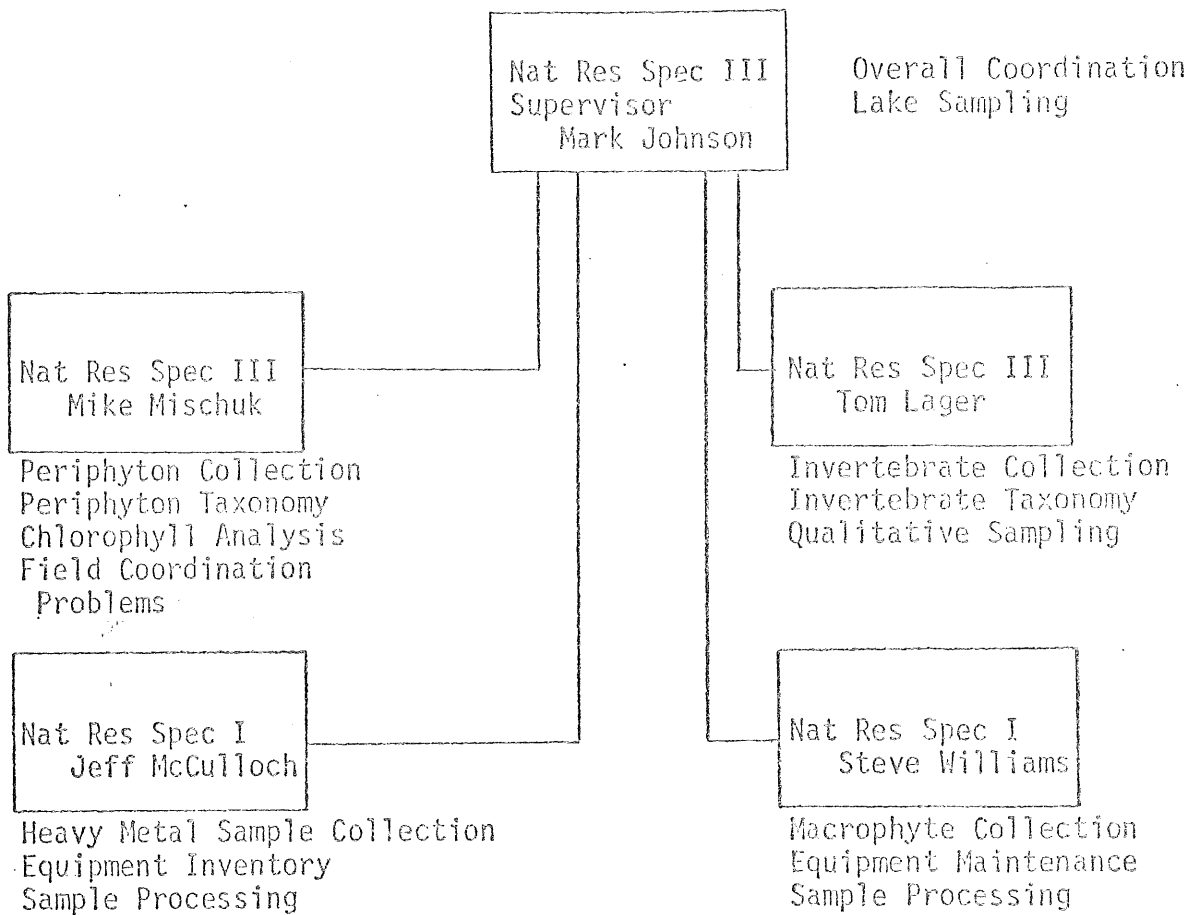 Nat Res Spec III
Supervisor
Mark Johnson
Overall Coordination
Lake Sampling
Nat Res Spec III
Mike Mischuk
Periphyton Collection
Periphyton Taxonomy
Chlorophyll Analysis
Field Coordination
Problems
Nat Res Spec III
Tom Lager
Invertebrate Collection
Invertebrate Taxonomy
Qualitative Sampling
Nat Res Spec I
Jeff McCulloch
Heavy Metal Sample Collection
Equipment Inventory
Sample Processing
Nat Res Spec I
Steve Williams
Macrophyte Collection
Equipment Maintenance
Sample Processing